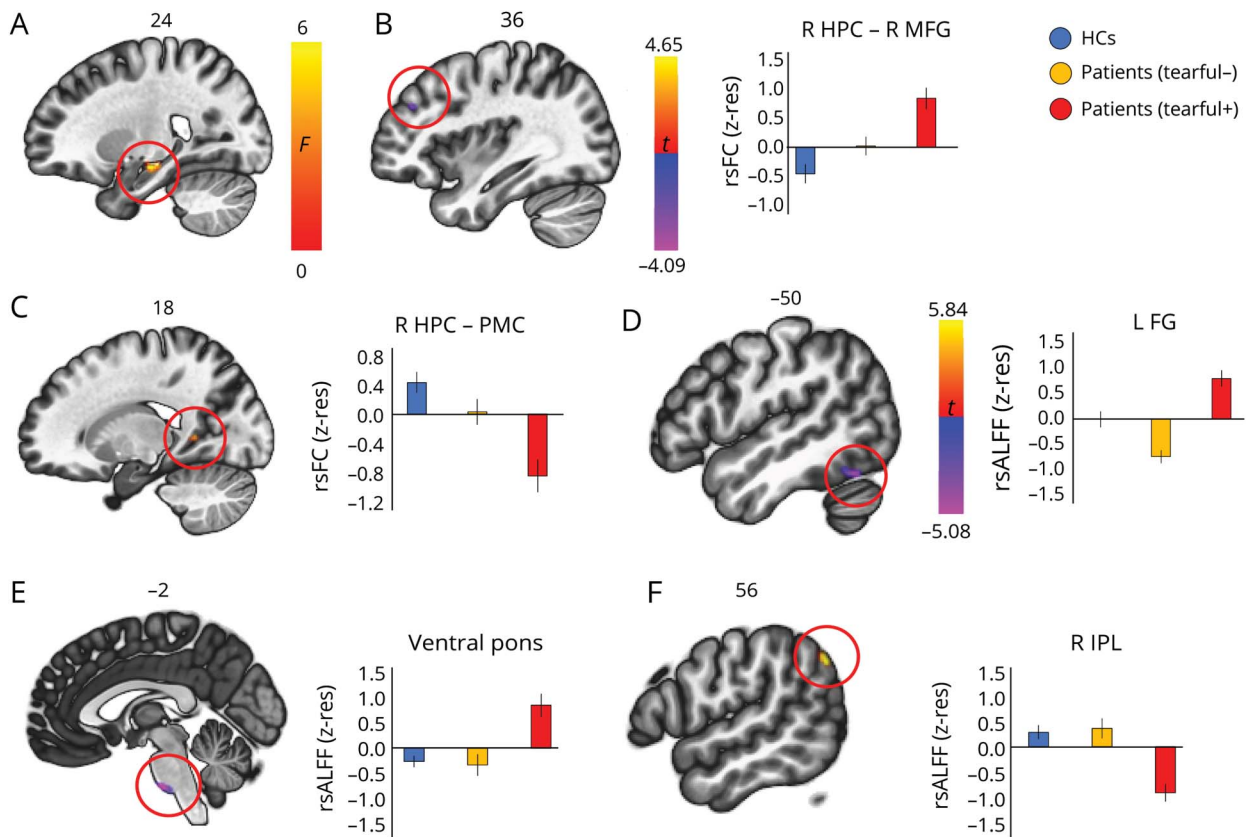 A
24
6
F
0
B
36
4.65
t
−4.09
R HPC – R MFG
rsFC (z-res)
1.5
1.0
0.5
0.0
−0.5
−1.0
HCs
Patients (tearful–)
Patients (tearful+)
C
18
R HPC – PMC
rsFC (z-res)
0.8
0.4
0.0
−0.4
−0.8
−1.2
D
−50
5.84
t
−5.08
L FG
rsALFF (z-res)
1.5
1.0
0.5
0.0
−0.5
−1.0
−1.5
E
−2
Ventral pons
rsALFF (z-res)
1.5
1.0
0.5
0.0
−0.5
−1.0
−1.5
F
56
R IPL
rsALFF (z-res)
1.5
1.0
0.5
0.0
−0.5
−1.0
−1.5